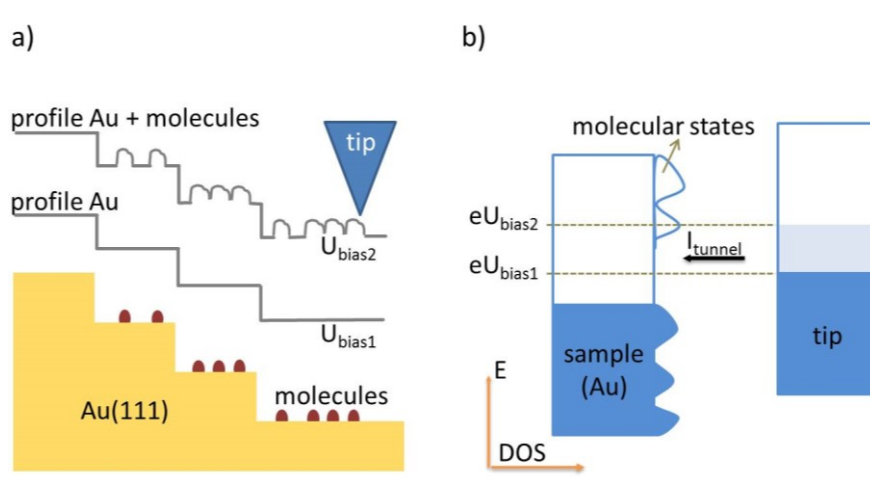 a)
profile Au + molecules
tip
profile Au
U bias2
U bias1
molecules
Au(111)
b)
molecular states
eU bias2
I tunnel
eU bias1
sample
(Au)
tip
E
DOS